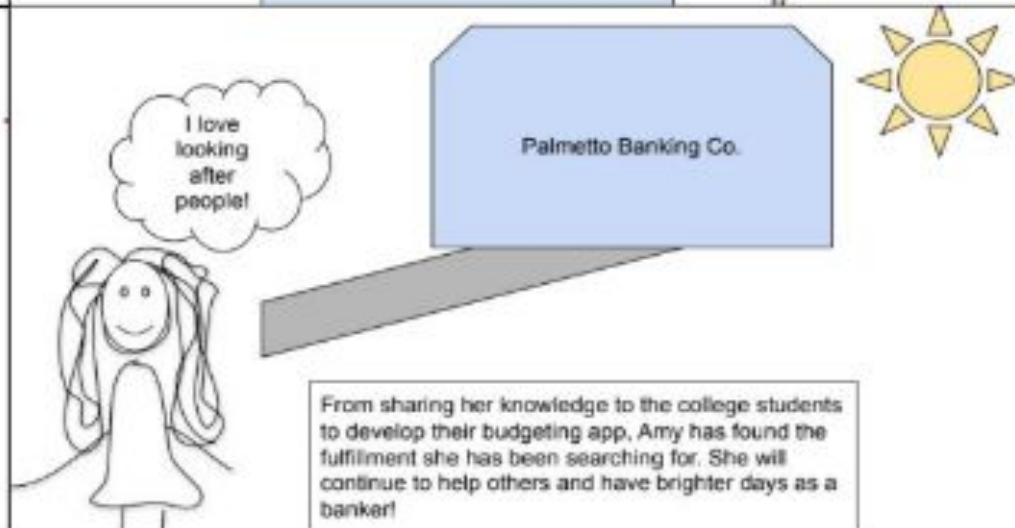 I love
looking
after
people!
Palmetto Banking Co.
From sharing her knowledge to the college students
to develop their budgeting app, Amy has found the
fulfillment she has been searching for. She will
continue to help others and have brighter days as a
banker!